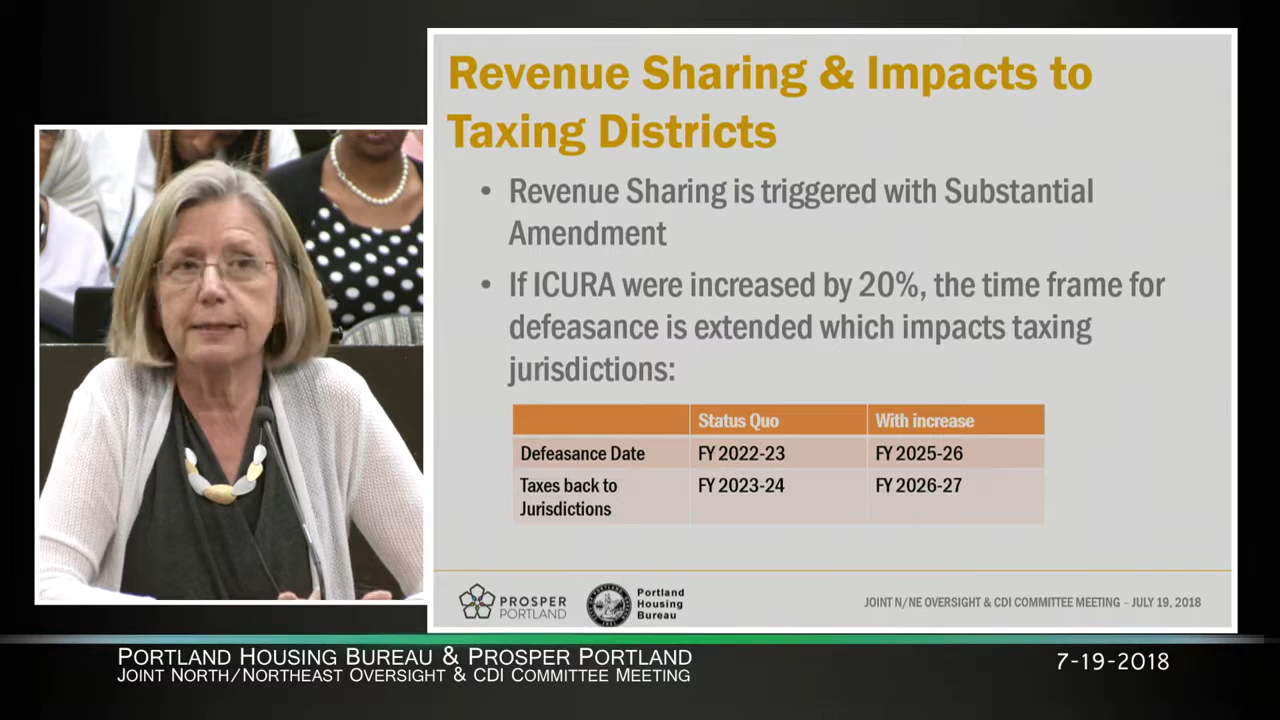 Revenue Sharing & Impacts to
Taxing Districts
• Revenue Sharing is triggered with Substantial
Amendment
• If ICURA were increased by 20%, the time frame for
defeasance is extended which impacts taxing
jurisdictions:
Status Quo With increase
Defeasance Date FY 2022-23 FY 2025-26
Taxes back to FY 2023-24 FY 2026-27
Jurisdictions
PROSPER
PORTLAND
Portland
Housing
Bureau
JOINT N/NE OVERSIGHT & CDI COMMITTEE MEETING – JULY 19, 2018
PORTLAND HOUSING BUREAU & PROSPER PORTLAND
JOINT NORTH/NORTHEAST OVERSIGHT & CDI COMMITTEE MEETING
7-19-2018